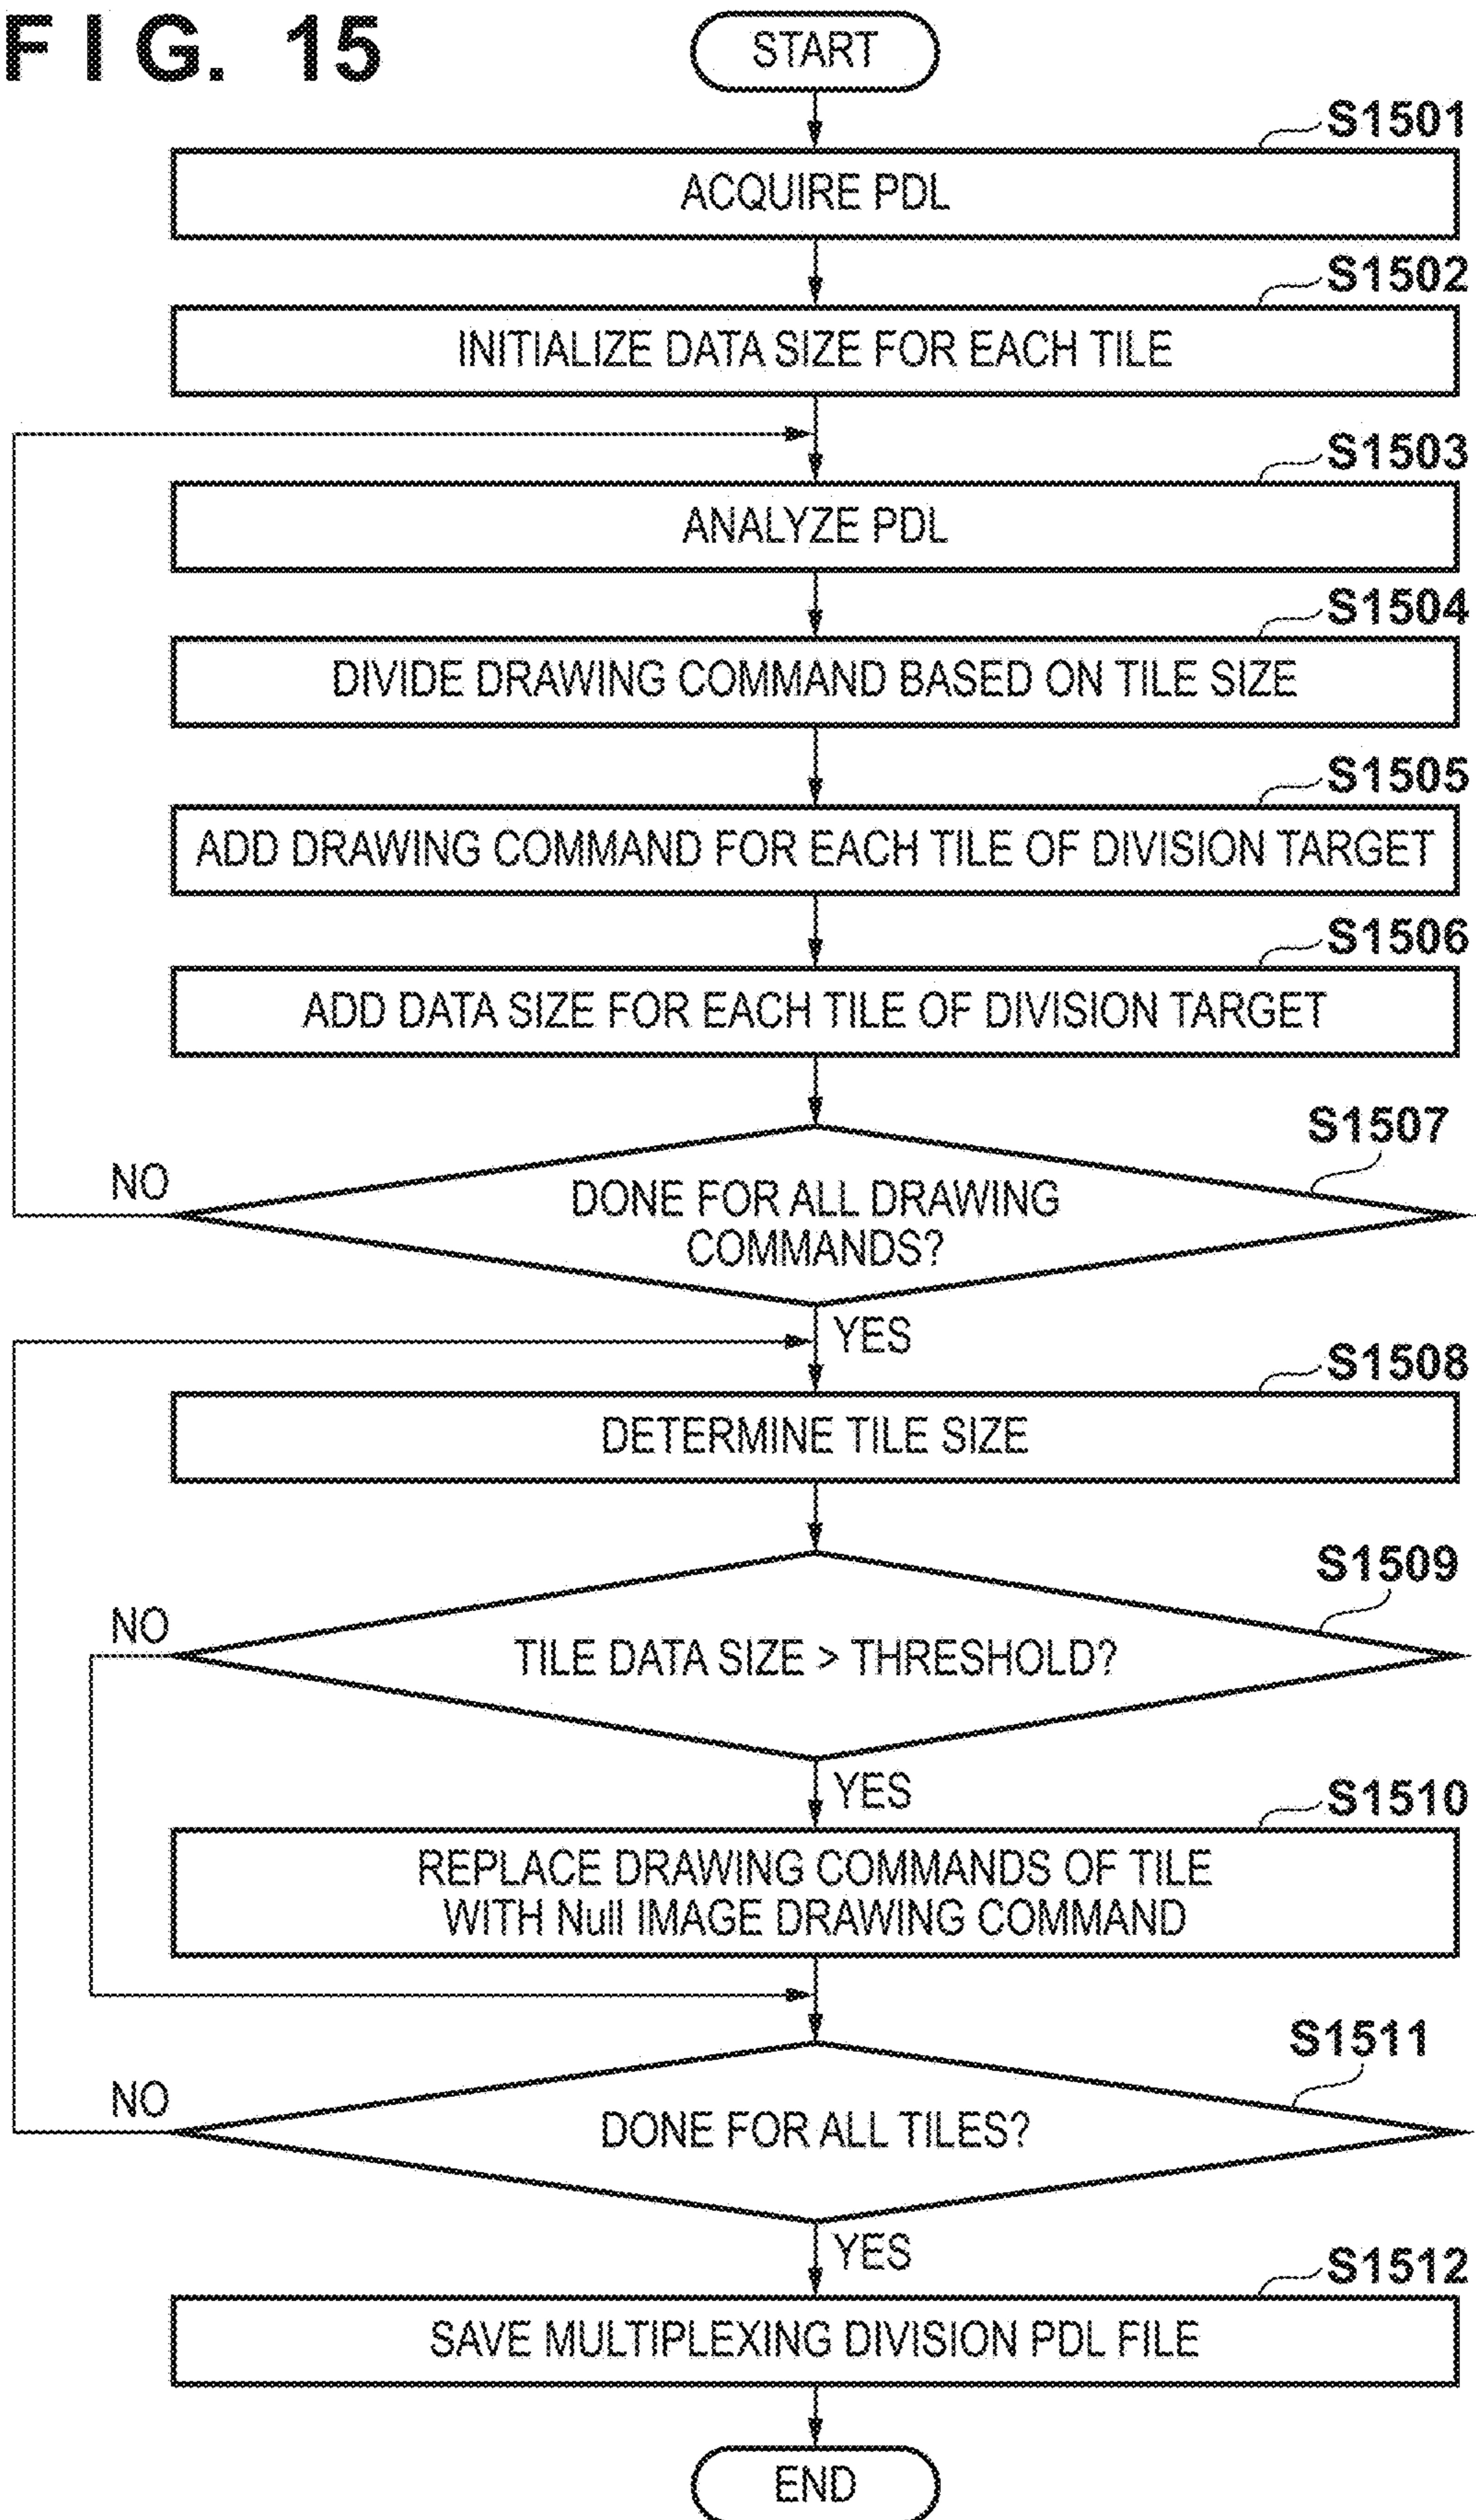 FIG. 15
START
S1501
ACQUIRE PDL
S1502
INITIALIZE DATA SIZE FOR EACH TILE
S1503
ANALYZE PDL
S1504
DIVIDE DRAWING COMMAND BASED ON TILE SIZE
S1505
ADD DRAWING COMMAND FOR EACH TILE OF DIVISION TARGET
S1506
ADD DATA SIZE FOR EACH TILE OF DIVISION TARGET
S1507
NO
DONE FOR ALL DRAWING
COMMANDS?
YES
S1508
DETERMINE TILE SIZE
S1509
NO
TILE DATA SIZE > THRESHOLD?
YES
S1510
REPLACE DRAWING COMMANDS OF TILE
WITH Null IMAGE DRAWING COMMAND
S1511
NO
DONE FOR ALL TILES?
YES
S1512
SAVE MULTIPLEXING DIVISION PDL FILE
END